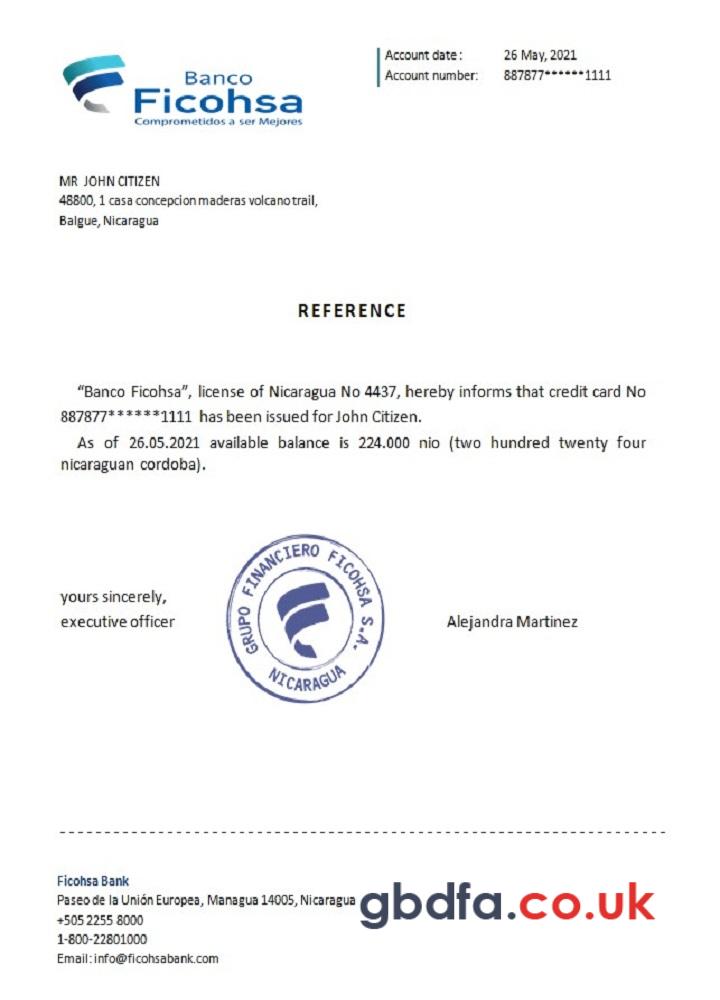 Banco
Ficohsa
Comprometidos a ser Mejores
Account date: 26 May, 2021
Account number: 887877******1111
MR JOHN CITIZEN
48800, 1 casa concepcion maderas volcano trail,
Balgue, Nicaragua
REFERENCE
“Banco Ficohsa”, license of Nicaragua No 4437, hereby informs that credit card No
887877******1111 has been issued for John Citizen.
As of 26.05.2021 available balance is 224.000 nio (two hundred twenty four
nicaraguan cordoba).
yours sincerely,
executive officer
GRUPO FINANCIERO FICOHSA S.A.
NICARAGUA
Alejandra Martinez
Ficohsa Bank
Paseo de la Unión Europea, Managua 14005, Nicaragua
+505 2255 8000
1-800-22801000
Email: info@ficohsabank.com
gbdfa.co.uk